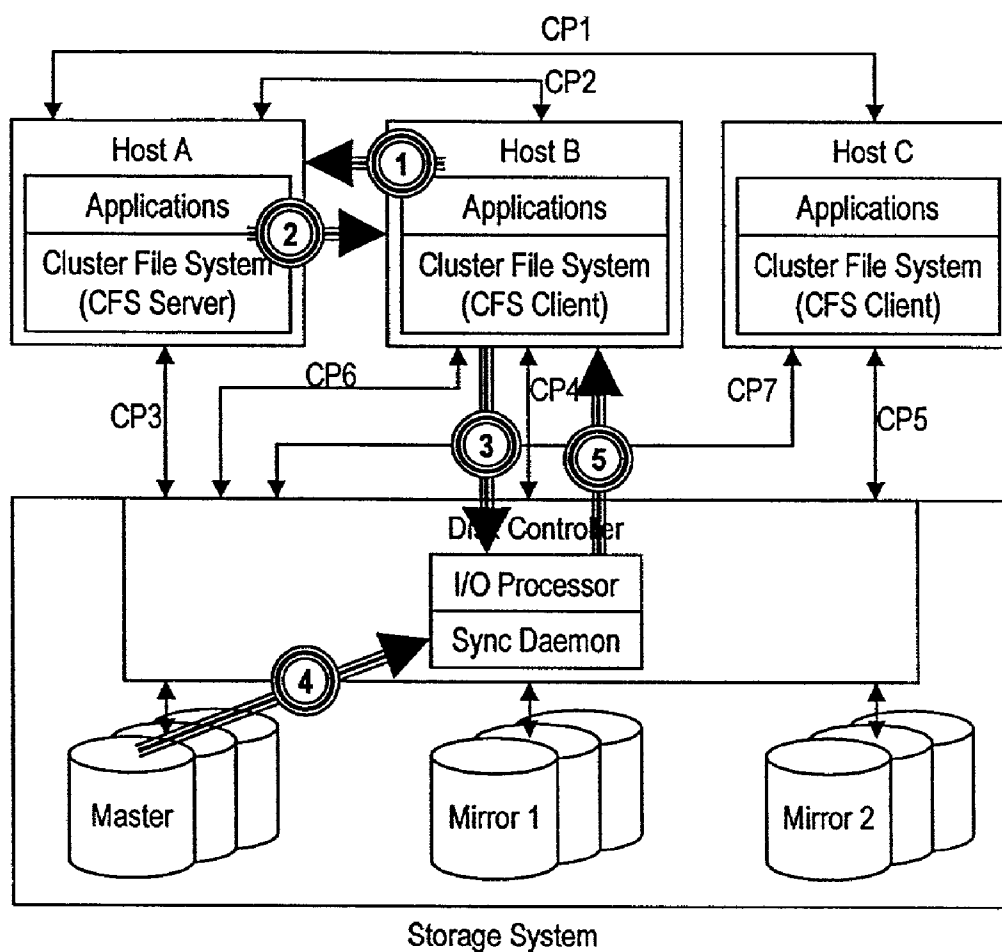 CP1
CP2
Host A
Host B
Host C
1
Applications
Applications
Applications
2
Cluster File System
(CFS Server)
Cluster File System
(CFS Client)
Cluster File System
(CFS Client)
CP6
CP3
CP4
CP7
CP5
3
5
Disk Controller
I/O Processor
Sync Daemon
4
Master
Mirror 1
Mirror 2
Storage System